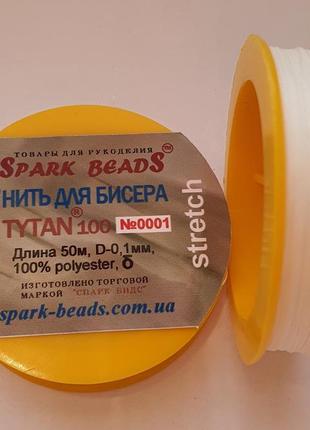 ТОВАРЫ ДЛЯ РУКОДЕЛИЯ
SPARK BEADS™
НИТЬ ДЛЯ БИСЕРА
TYTAN® 100 №0001
Длина 50м, D-0,1мм,
100% polyester, б
ИЗГОТОВЛЕНО ТОРГОВОЙ
МАРКОЙ "СПАРК БИДС"
spark-beads.com.ua
stretch